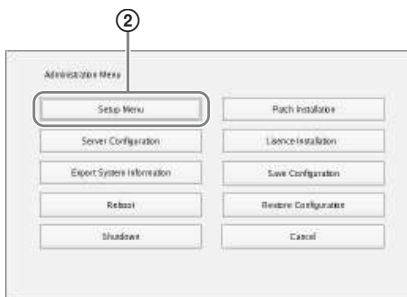 ②
Administration Menu
Setup Menu
Patch Installation
Server Configuration
Lisence Installation
Export System Information
Save Configuration
Reboot
Restore Configuration
Shutdown
Cancel